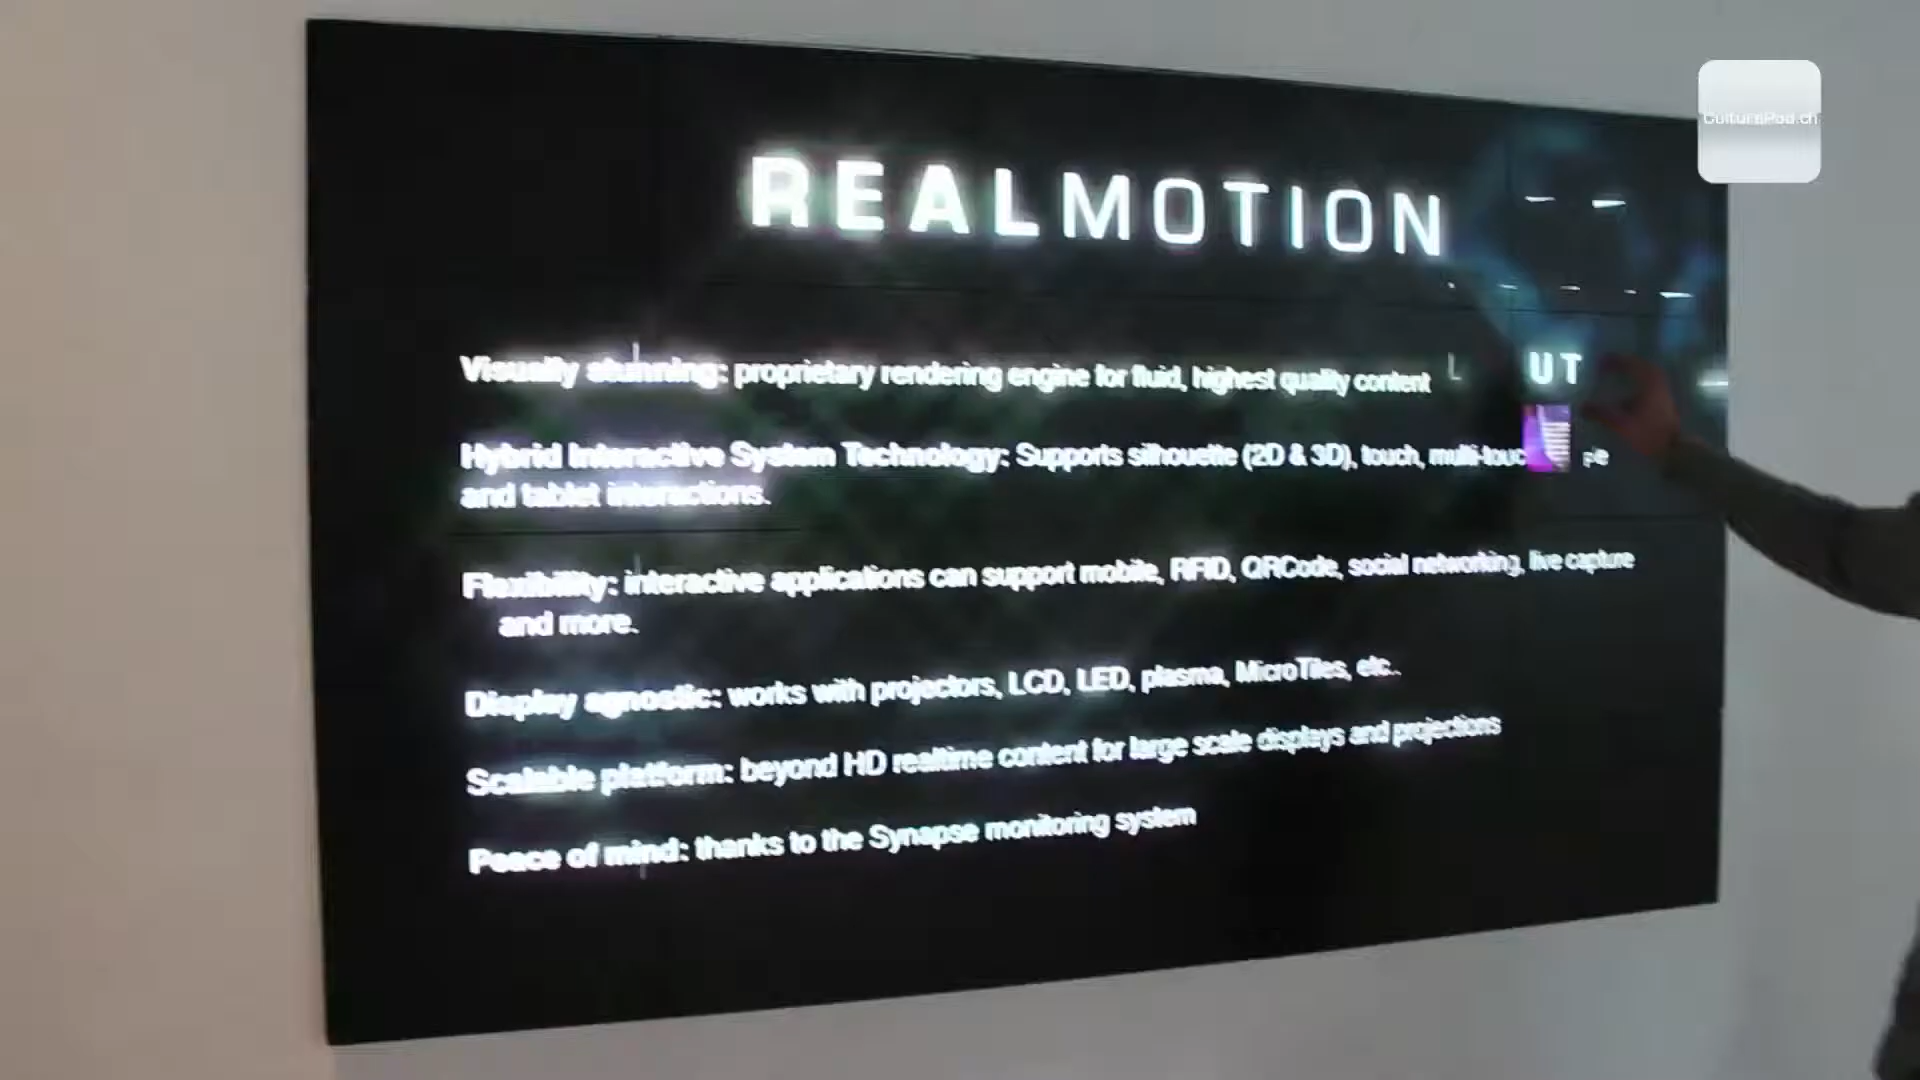 CulturePod.ch
REALMOTION
Visually stunning: proprietary rendering engine for fluid, highest quality content
UT
Hybrid Interactive System Technology: Supports silhouette (2D & 3D), touch, multi-touc
and tablet interactions.
Flexibility: interactive applications can support mobile, RFID, QRCode, social networking, live capture
and more.
Display agnostic: works with projectors, LCD, LED, plasma, MicroTiles, etc..
Scalable platform: beyond HD realtime content for large scale displays and projections
Peace of mind: thanks to the Synapse monitoring system